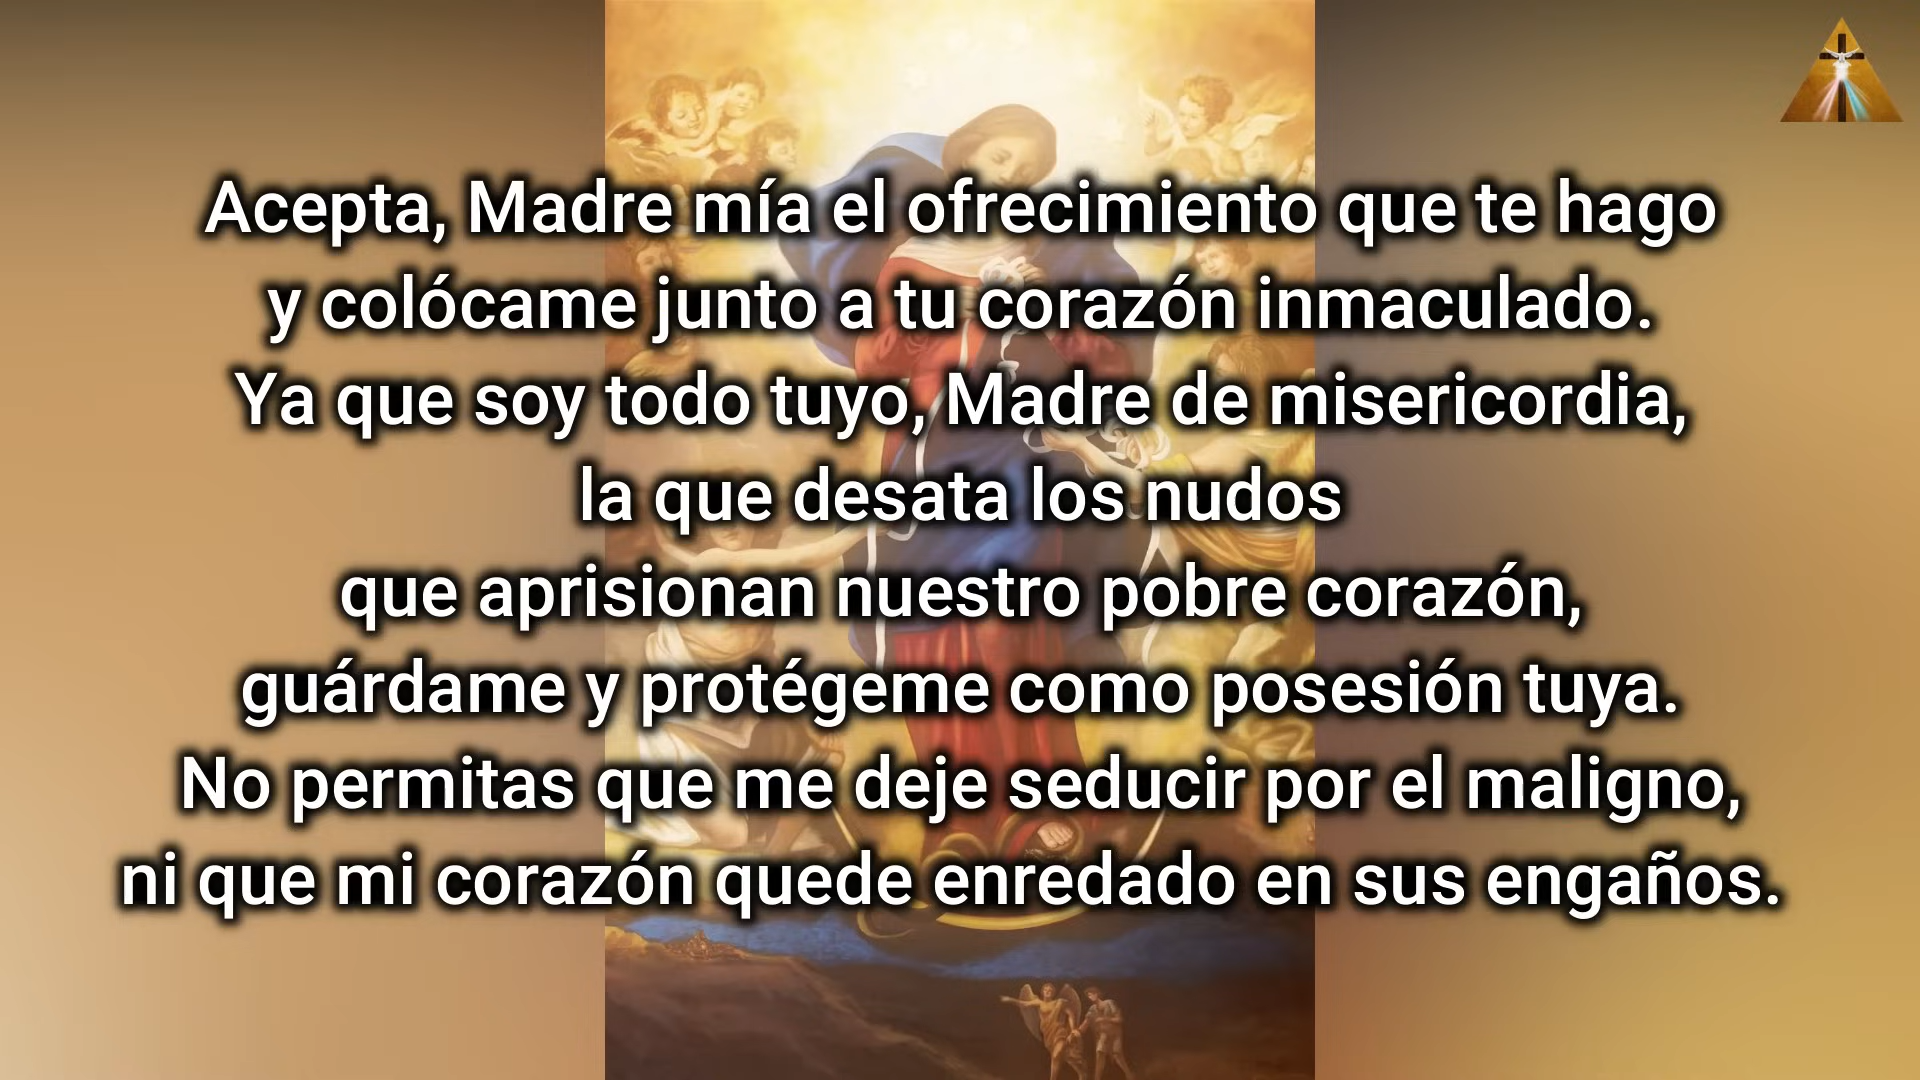 Acepta, Madre mía el ofrecimiento que te hago
y colócame junto a tu corazón inmaculado.
Ya que soy todo tuyo, Madre de misericordia,
la que desata los nudos
que aprisionan nuestro pobre corazón,
guárdame y protégeme como posesión tuya.
No permitas que me deje seducir por el maligno,
ni que mi corazón quede enredado en sus engaños.